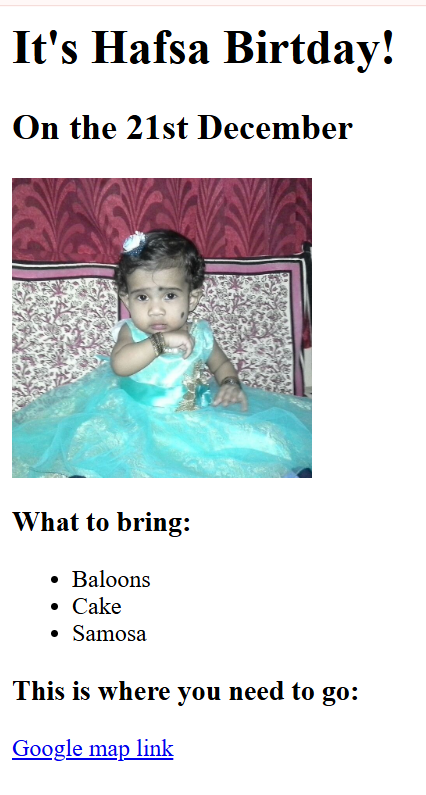 It's Hafsa Birtday!
On the 21st December
What to bring:
Baloons
Cake
Samosa
This is where you need to go:
Google map link